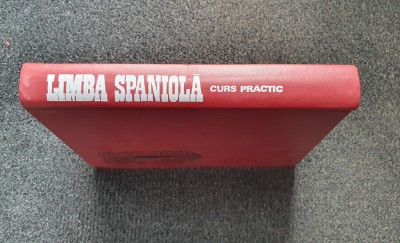 LIMBA SPANIOLĂ CURS PRACTIC